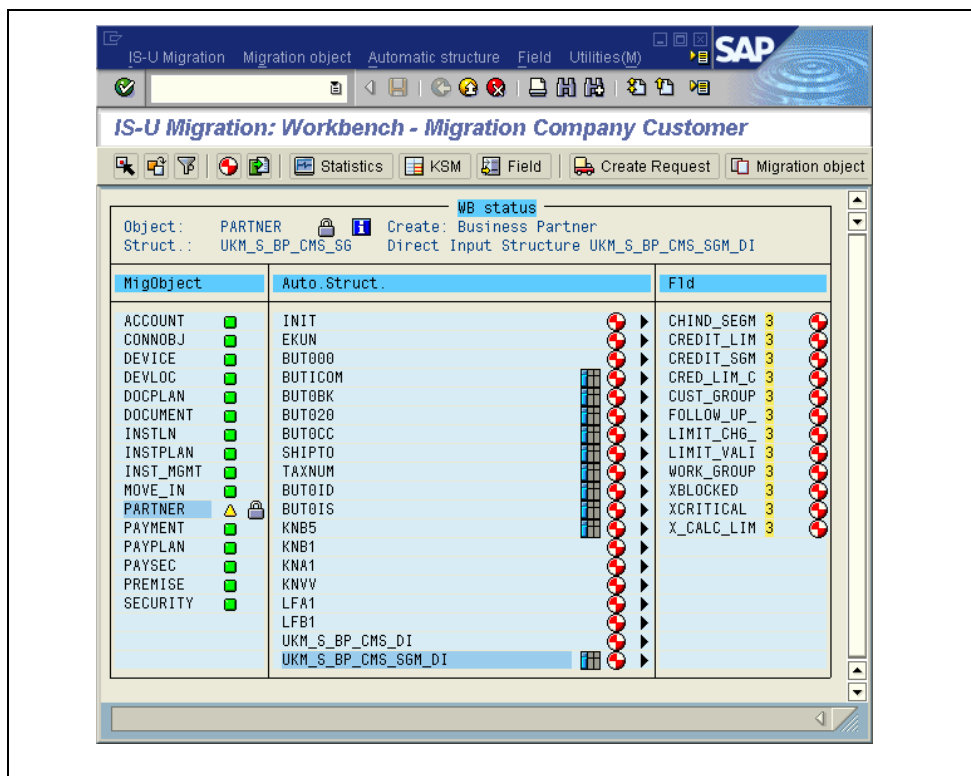 IS-U Migration Migration object Automatic structure Field Utilities(M)
SAP
IS-U Migration: Workbench - Migration Company Customer
Statistics KSM Field Create Request Migration object
WB status
Object: PARTNER Create: Business Partner
Struct.: UKM_S_BP_CMS_SG Direct Input Structure UKM_S_BP_CMS_SGM_DI
MigObject Auto.Struct. Fld
ACCOUNT INIT CHIND_SEGM 3
CONNOBJ EKUN CREDIT_LIM 3
DEVICE BUT000 CREDIT_SGM 3
DEVLOC BUTICOM CRED_LIM_C 3
DOCPLAN BUT0BK CUST_GROUP 3
DOCUMENT BUT020 FOLLOW_UP_ 3
INSTLN BUT0CC LIMIT_CHG_ 3
INSTPLAN SHIPTO LIMIT_VALI 3
INST_MGMT TAXNUM WORK_GROUP 3
MOVE_IN BUT0ID XBLOCKED 3
PARTNER BUT0IS XCRITICAL 3
PAYMENT KNB5 X_CALC_LIM 3
PAYPLAN KNB1
PAYSEC KNA1
PREMISE KNVV
SECURITY LFA1
LFB1
UKM_S_BP_CMS_DI
UKM_S_BP_CMS_SGM_DI